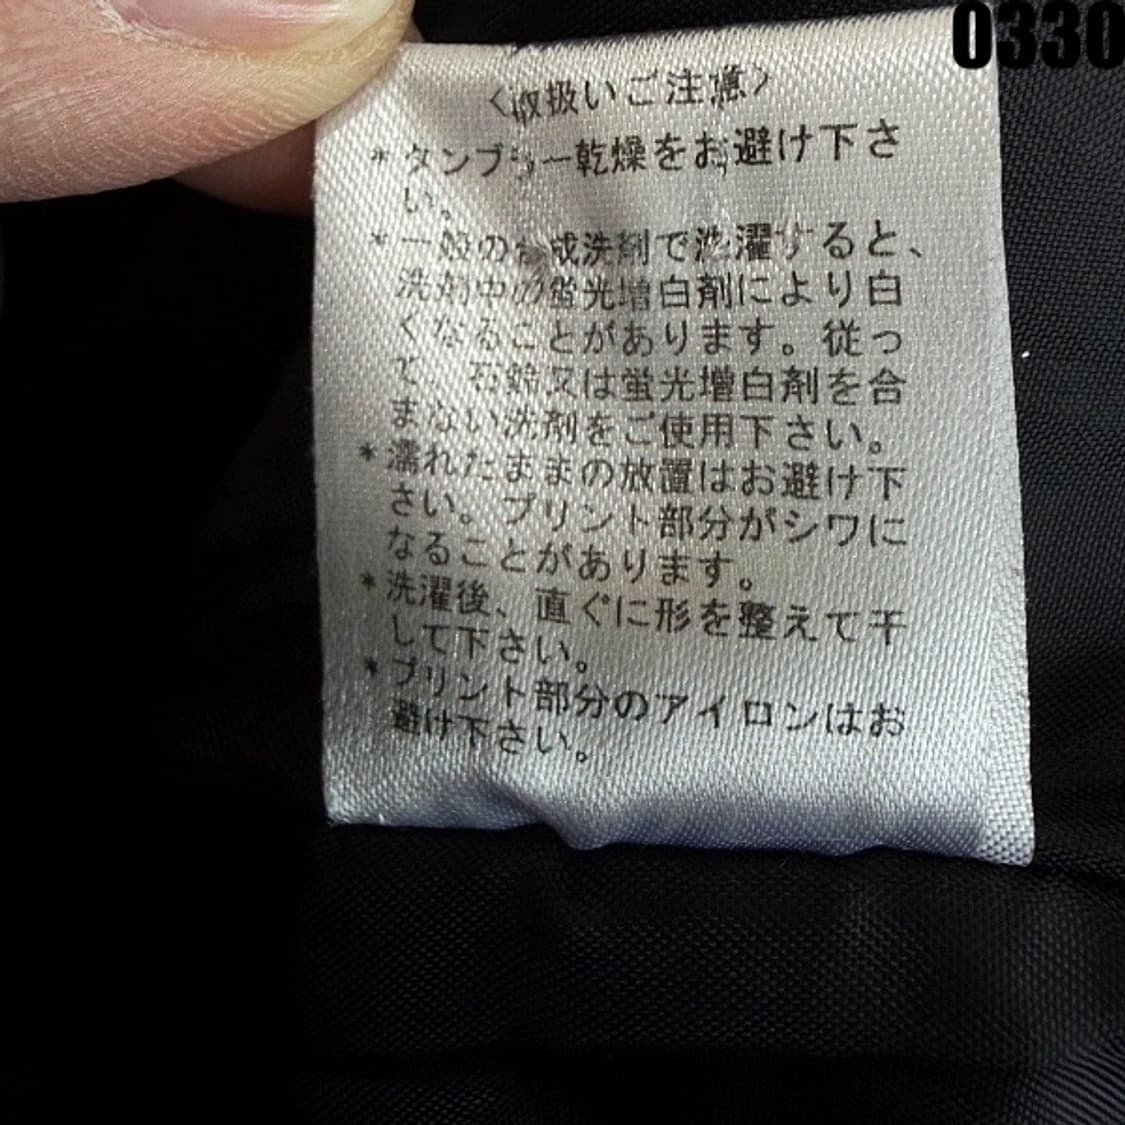 0330
〈取扱いご注意〉
*タンブラー乾燥をお避け下さ
い。
*一般の合成洗剤で洗濯すると、
洗剤中の蛍光増白剤により白
くなることがあります。従っ
て、石鹸又は蛍光増白剤を含
まない洗剤をご使用下さい。
*濡れたままの放置はお避け下
さい。プリント部分がシワに
なることがあります。
*洗濯後、直ぐに形を整えて干
して下さい。
*プリント部分のアイロンはお
避け下さい。